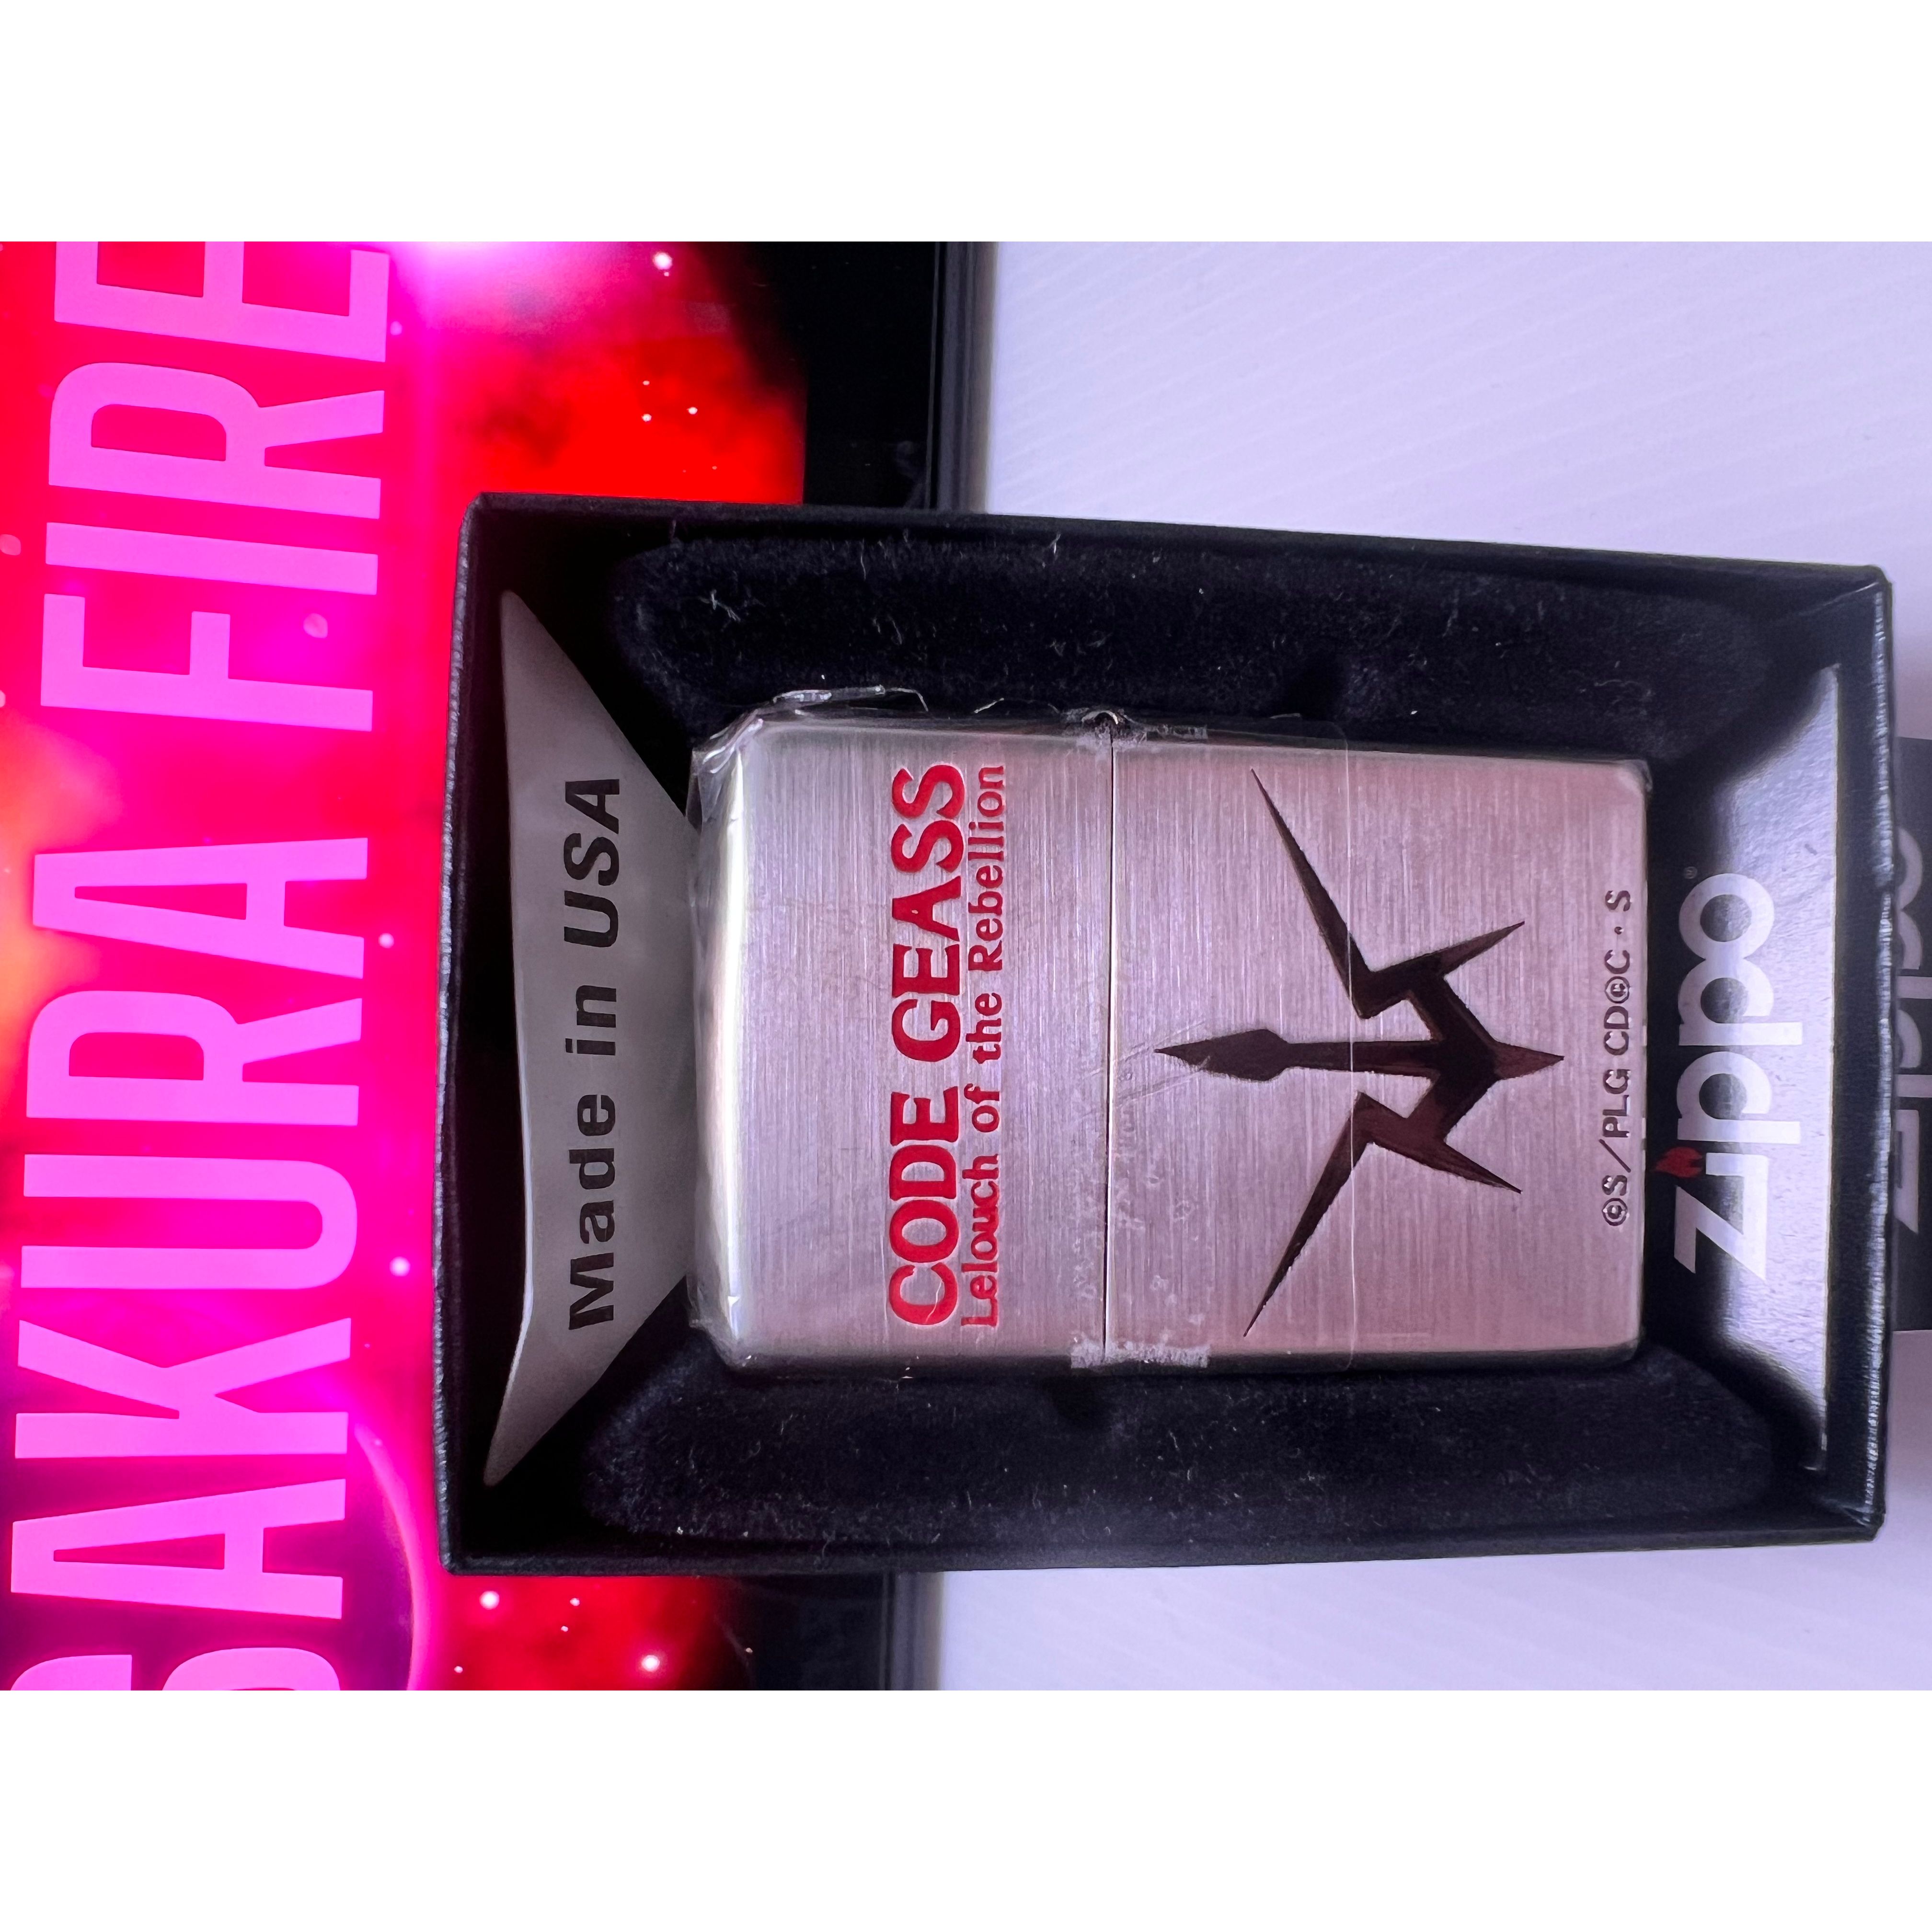 SAKURA FIRE
Made in USA
CODE GEASS
Lelouch of the Rebellion
©S/PLG CD©C・S
zippo®